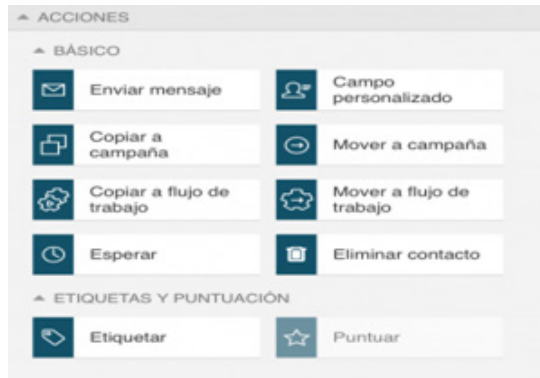 ACCIONES
BÁSICO
Enviar mensaje
Campo
personalizado
Copiar a
campaña
Mover a campaña
Copiar a flujo de
trabajo
Mover a flujo de
trabajo
Esperar
Eliminar contacto
ETIQUETAS Y PUNTUACIÓN
Etiquetar
Puntuar